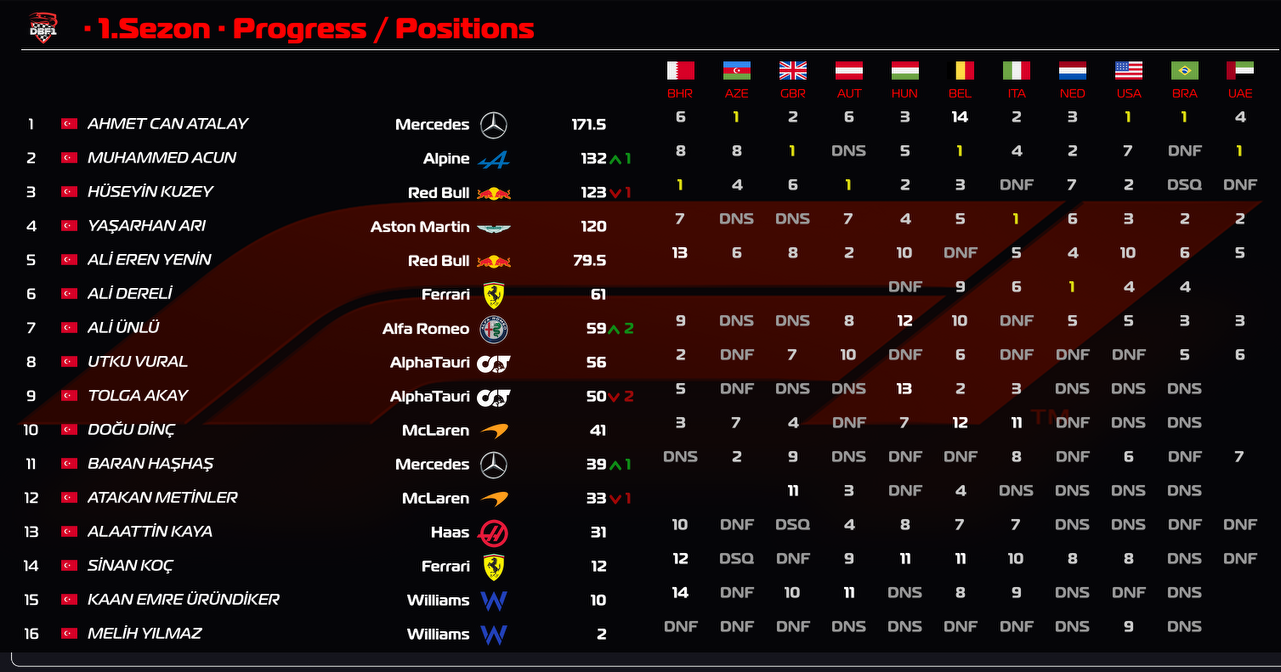 DBF1 · 1.Sezon · Progress / Positions
BHR AZE GBR AUT HUN BEL ITA NED USA BRA UAE
1 AHMET CAN ATALAY Mercedes 171.5 6 1 2 6 3 14 2 3 1 1 4
2 MUHAMMED ACUN Alpine 132 1 8 8 1 DNS 5 1 4 2 7 DNF 1
3 HÜSEYİN KUZEY Red Bull 123 1 1 4 6 1 2 3 DNF 7 2 DSQ DNF
4 YAŞARHAN ARI Aston Martin 120 7 DNS DNS 7 4 5 1 6 3 2 2
5 ALİ EREN YENİN Red Bull 79.5 13 6 8 2 10 DNF 5 4 10 6 5
6 ALİ DERELİ Ferrari 61 DNF 9 6 1 4 4
7 ALİ ÜNLÜ Alfa Romeo 59 2 9 DNS DNS 8 12 10 DNF 5 5 3 3
8 UTKU VURAL AlphaTauri 56 2 DNF 7 10 DNF 6 DNF DNF DNF 5 6
9 TOLGA AKAY AlphaTauri 50 2 5 DNF DNS DNS 13 2 3 DNS DNS DNS
TM
10 DOĞU DİNÇ McLaren 41 3 7 4 DNF 7 12 11 DNF DNS DNS
11 BARAN HAŞHAŞ Mercedes 39 1 DNS 2 9 DNS DNF DNF 8 DNF 6 DNF 7
12 ATAKAN METİNLER McLaren 33 1 11 3 DNF 4 DNS DNS DNS DNS
13 ALAATTİN KAYA Haas 31 10 DNF DSQ 4 8 7 7 DNS DNS DNF DNF
14 SİNAN KOÇ Ferrari 12 12 DSQ DNF 9 11 11 10 8 8 DNS DNF
15 KAAN EMRE ÜRÜNDİKER Williams 10 14 DNF 10 11 DNS 8 9 DNS DNF DNS
16 MELİH YILMAZ Williams 2 DNF DNF DNF DNS DNS DNF DNF DNS 9 DNS